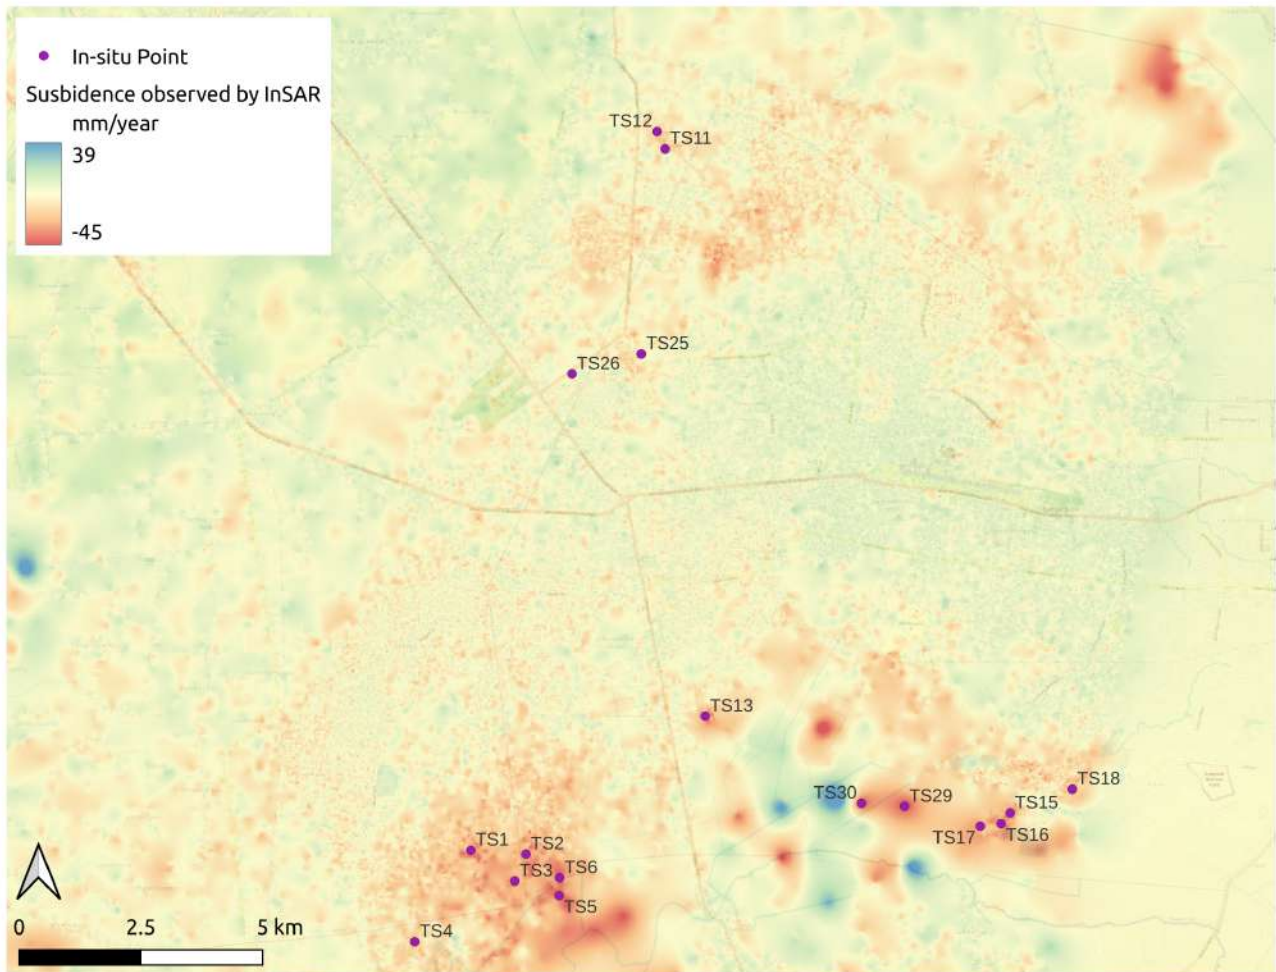 In-situ Point
Susbidence observed by InSAR
mm/year
39
-45
TS12
TS11
TS25
TS26
TS13
TS18
TS30
TS29
TS15
TS17
TS16
TS1
TS2
TS3
TS6
TS5
TS4
0
2.5
5 km